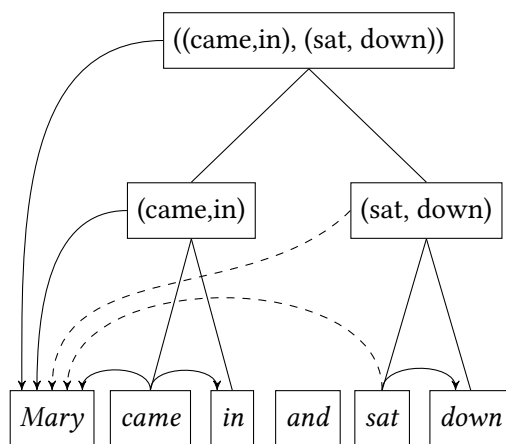 ((came,in), (sat, down))
(came,in) (sat, down)
Mary came in and sat down